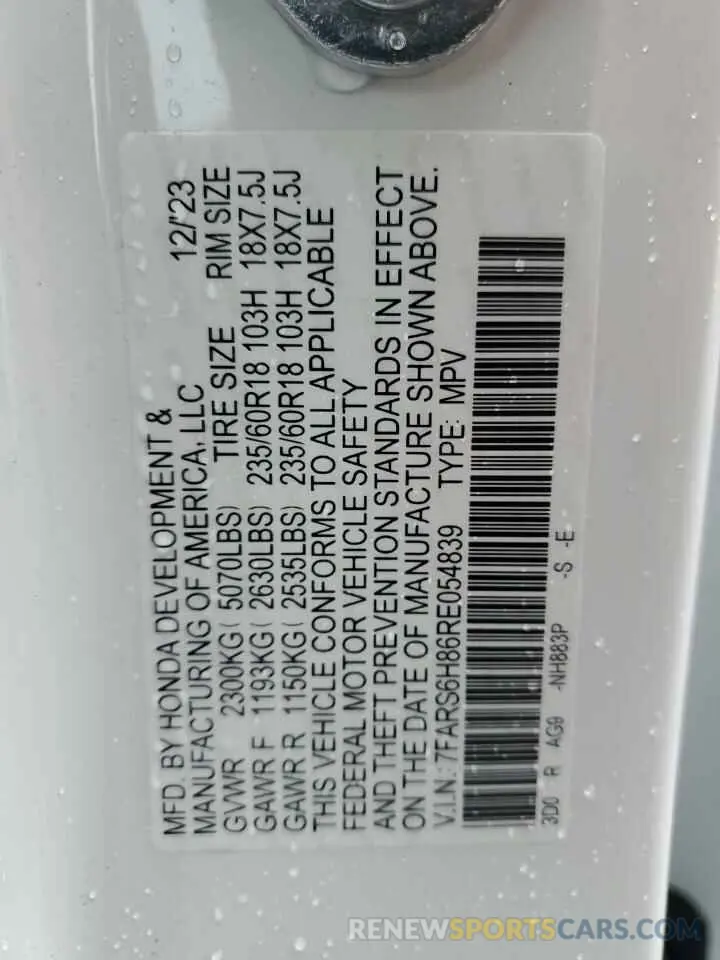 MFD. BY HONDA DEVELOPMENT & 12/'23
MANUFACTURING OF AMERICA, LLC
GVWR 2300KG( 5070LBS) TIRE SIZE RIM SIZE
GAWR F 1193KG( 2630LBS) 235/60R18 103H 18X7.5J
GAWR R 1150KG( 2535LBS) 235/60R18 103H 18X7.5J
THIS VEHICLE CONFORMS TO ALL APPLICABLE
FEDERAL MOTOR VEHICLE SAFETY
AND THEFT PREVENTION STANDARDS IN EFFECT
ON THE DATE OF MANUFACTURE SHOWN ABOVE.
V.I.N.: 7FARS6H86RE054839 TYPE: MPV
3D0 R AG9 -NH883P -S -E
RENEWSPORTSCARS.COM